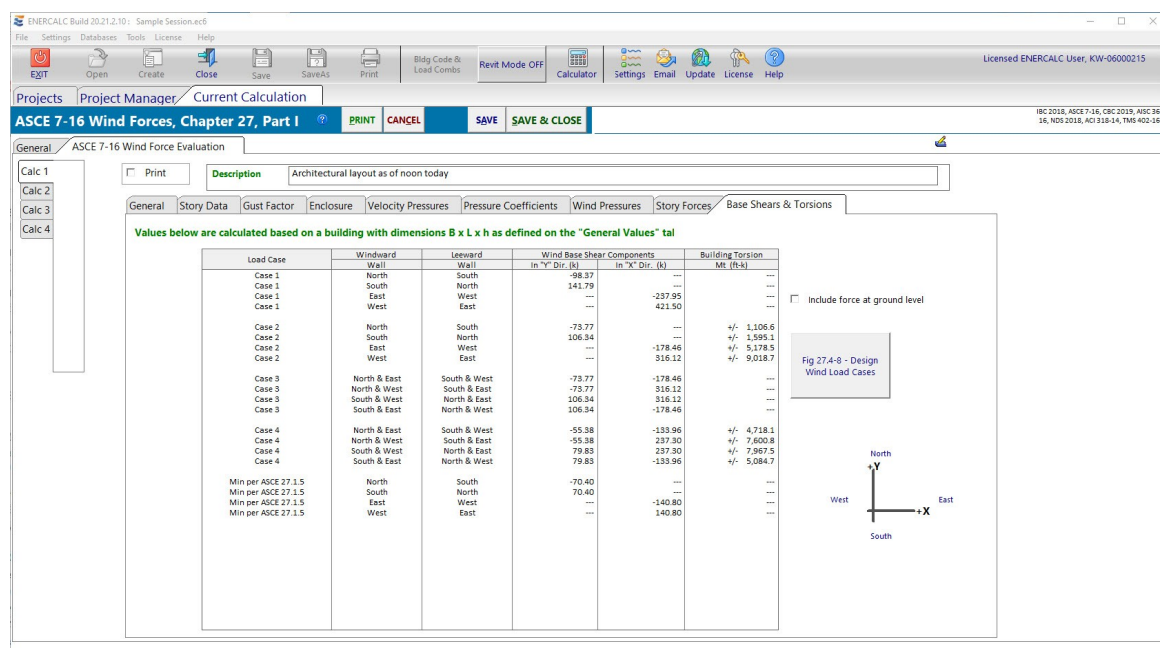 ENERCALC Build 20.21.2.10 : Sample Session.ec6
File Settings Databases Tools License Help
EXIT Open Create Close Save SaveAs Print Bldg Code & Load Combs Revit Mode OFF Calculator Settings Email Update License Help
Licensed ENERCALC User, KW-06000215
Projects Project Manager Current Calculation
ASCE 7-16 Wind Forces, Chapter 27, Part I ? PRINT CANCEL SAVE SAVE & CLOSE
IBC 2018, ASCE 7-16, CBC 2019, AISC 36
16, NDS 2018, ACI 318-14, TMS 402-16
General ASCE 7-16 Wind Force Evaluation
Calc 1
Calc 2
Calc 3
Calc 4
Print Description Architectural layout as of noon today
General Story Data Gust Factor Enclosure Velocity Pressures Pressure Coefficients Wind Pressures Story Forces Base Shears & Torsions
Values below are calculated based on a building with dimensions B x L x h as defined on the "General Values" tal
Load Case Windward Wall Leeward Wall Wind Base Shear Components In "Y" Dir. (k) In "X" Dir. (k) Building Torsion Mt (ft-k)
Case 1 North South -98.37 --- ---
Case 1 South North 141.79 --- ---
Case 1 East West --- -237.95 ---
Case 1 West East --- 421.50 ---
Case 2 North South -73.77 --- +/- 1,106.6
Case 2 South North 106.34 --- +/- 1,595.1
Case 2 East West --- -178.46 +/- 5,178.5
Case 2 West East --- 316.12 +/- 9,018.7
Case 3 North & East South & West -73.77 -178.46 ---
Case 3 North & West South & East -73.77 316.12 ---
Case 3 South & West North & East 106.34 316.12 ---
Case 3 South & East North & West 106.34 -178.46 ---
Case 4 North & East South & West -55.38 -133.96 +/- 4,718.1
Case 4 North & West South & East -55.38 237.30 +/- 7,600.8
Case 4 South & West North & East 79.83 237.30 +/- 7,967.5
Case 4 South & East North & West 79.83 -133.96 +/- 5,084.7
Min per ASCE 27.1.5 North South -70.40 --- ---
Min per ASCE 27.1.5 South North 70.40 --- ---
Min per ASCE 27.1.5 East West --- -140.80 ---
Min per ASCE 27.1.5 West East --- 140.80 ---
Include force at ground level
Fig 27.4-8 - Design
Wind Load Cases
North
+Y
West East
+X
South